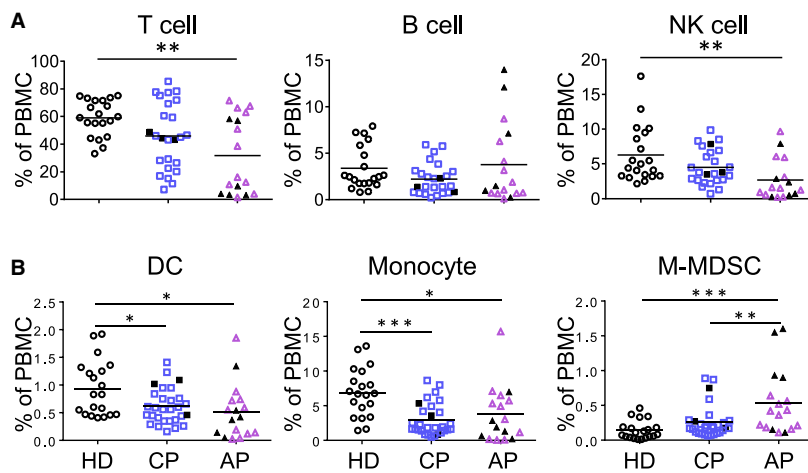 A
T cell
B cell
NK cell
% of PBMC
100
80
60
40
20
0
**
% of PBMC
15
10
5
0
% of PBMC
20
15
10
5
0
**
B
DC
Monocyte
M-MDSC
% of PBMC
2.5
2.0
1.5
1.0
0.5
0.0
*
*
% of PBMC
20
15
10
5
0
*
***
% of PBMC
2.0
1.5
1.0
0.5
0.0
***
**
HD CP AP
HD CP AP
HD CP AP